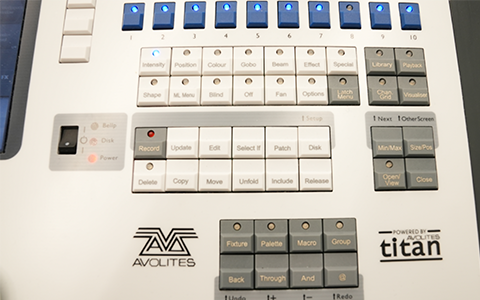 1 2 3 4 5 6 7 8 9 10
Intensity Position Colour Gobo Beam Effect Special Library Playback
Shape ML Menu Blind Off Fan Options Latch Menu Chan Grid Visualiser
! Setup ! Next ! Other Screen
Record Update Edit Select If Patch Disk Min/Max Size/Pos
Delete Copy Move Unfold Include Release Open/View Close
Disk
Power
AVOLITES
POWERED BY
AVOLITES
titan
Fixture Palette Macro Group
Back Through And @
!Undo !+ !− !Redo